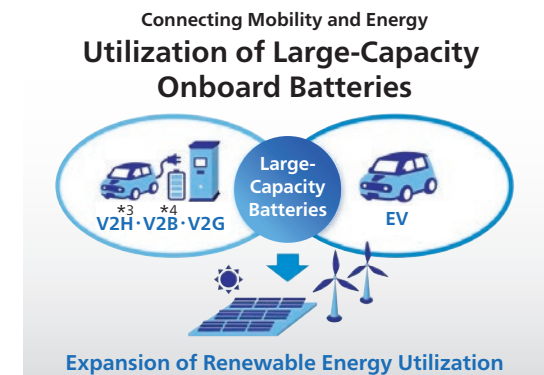 Connecting Mobility and Energy
Utilization of Large-Capacity
Onboard Batteries
Large-
Capacity
Batteries
*3 *4
V2H·V2B·V2G
EV
Expansion of Renewable Energy Utilization